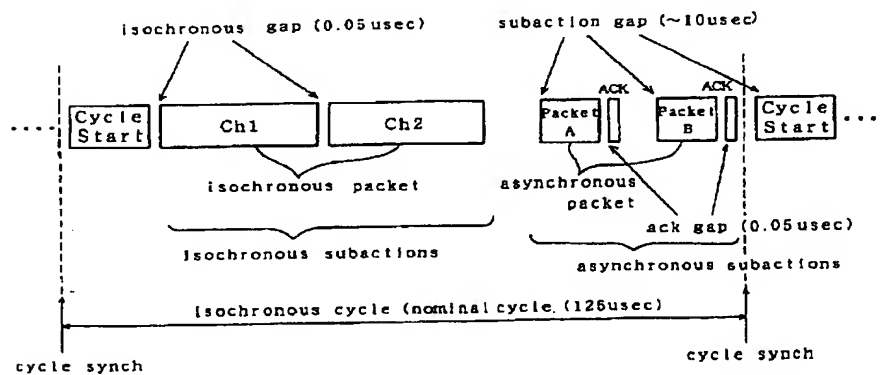 isochronous gap (0.05usec)
subaction gap (~10usec)
ACK
ACK
....
Cycle
Start
Ch1
Ch2
Packet
A
Packet
B
Cycle
Start
...
isochronous packet
asynchronous
packet
ack gap (0.05usec)
Isochronous subactions
asynchronous subactions
Isochronous cycle (nominal cycle. (126usec)
cycle synch
cycle synch